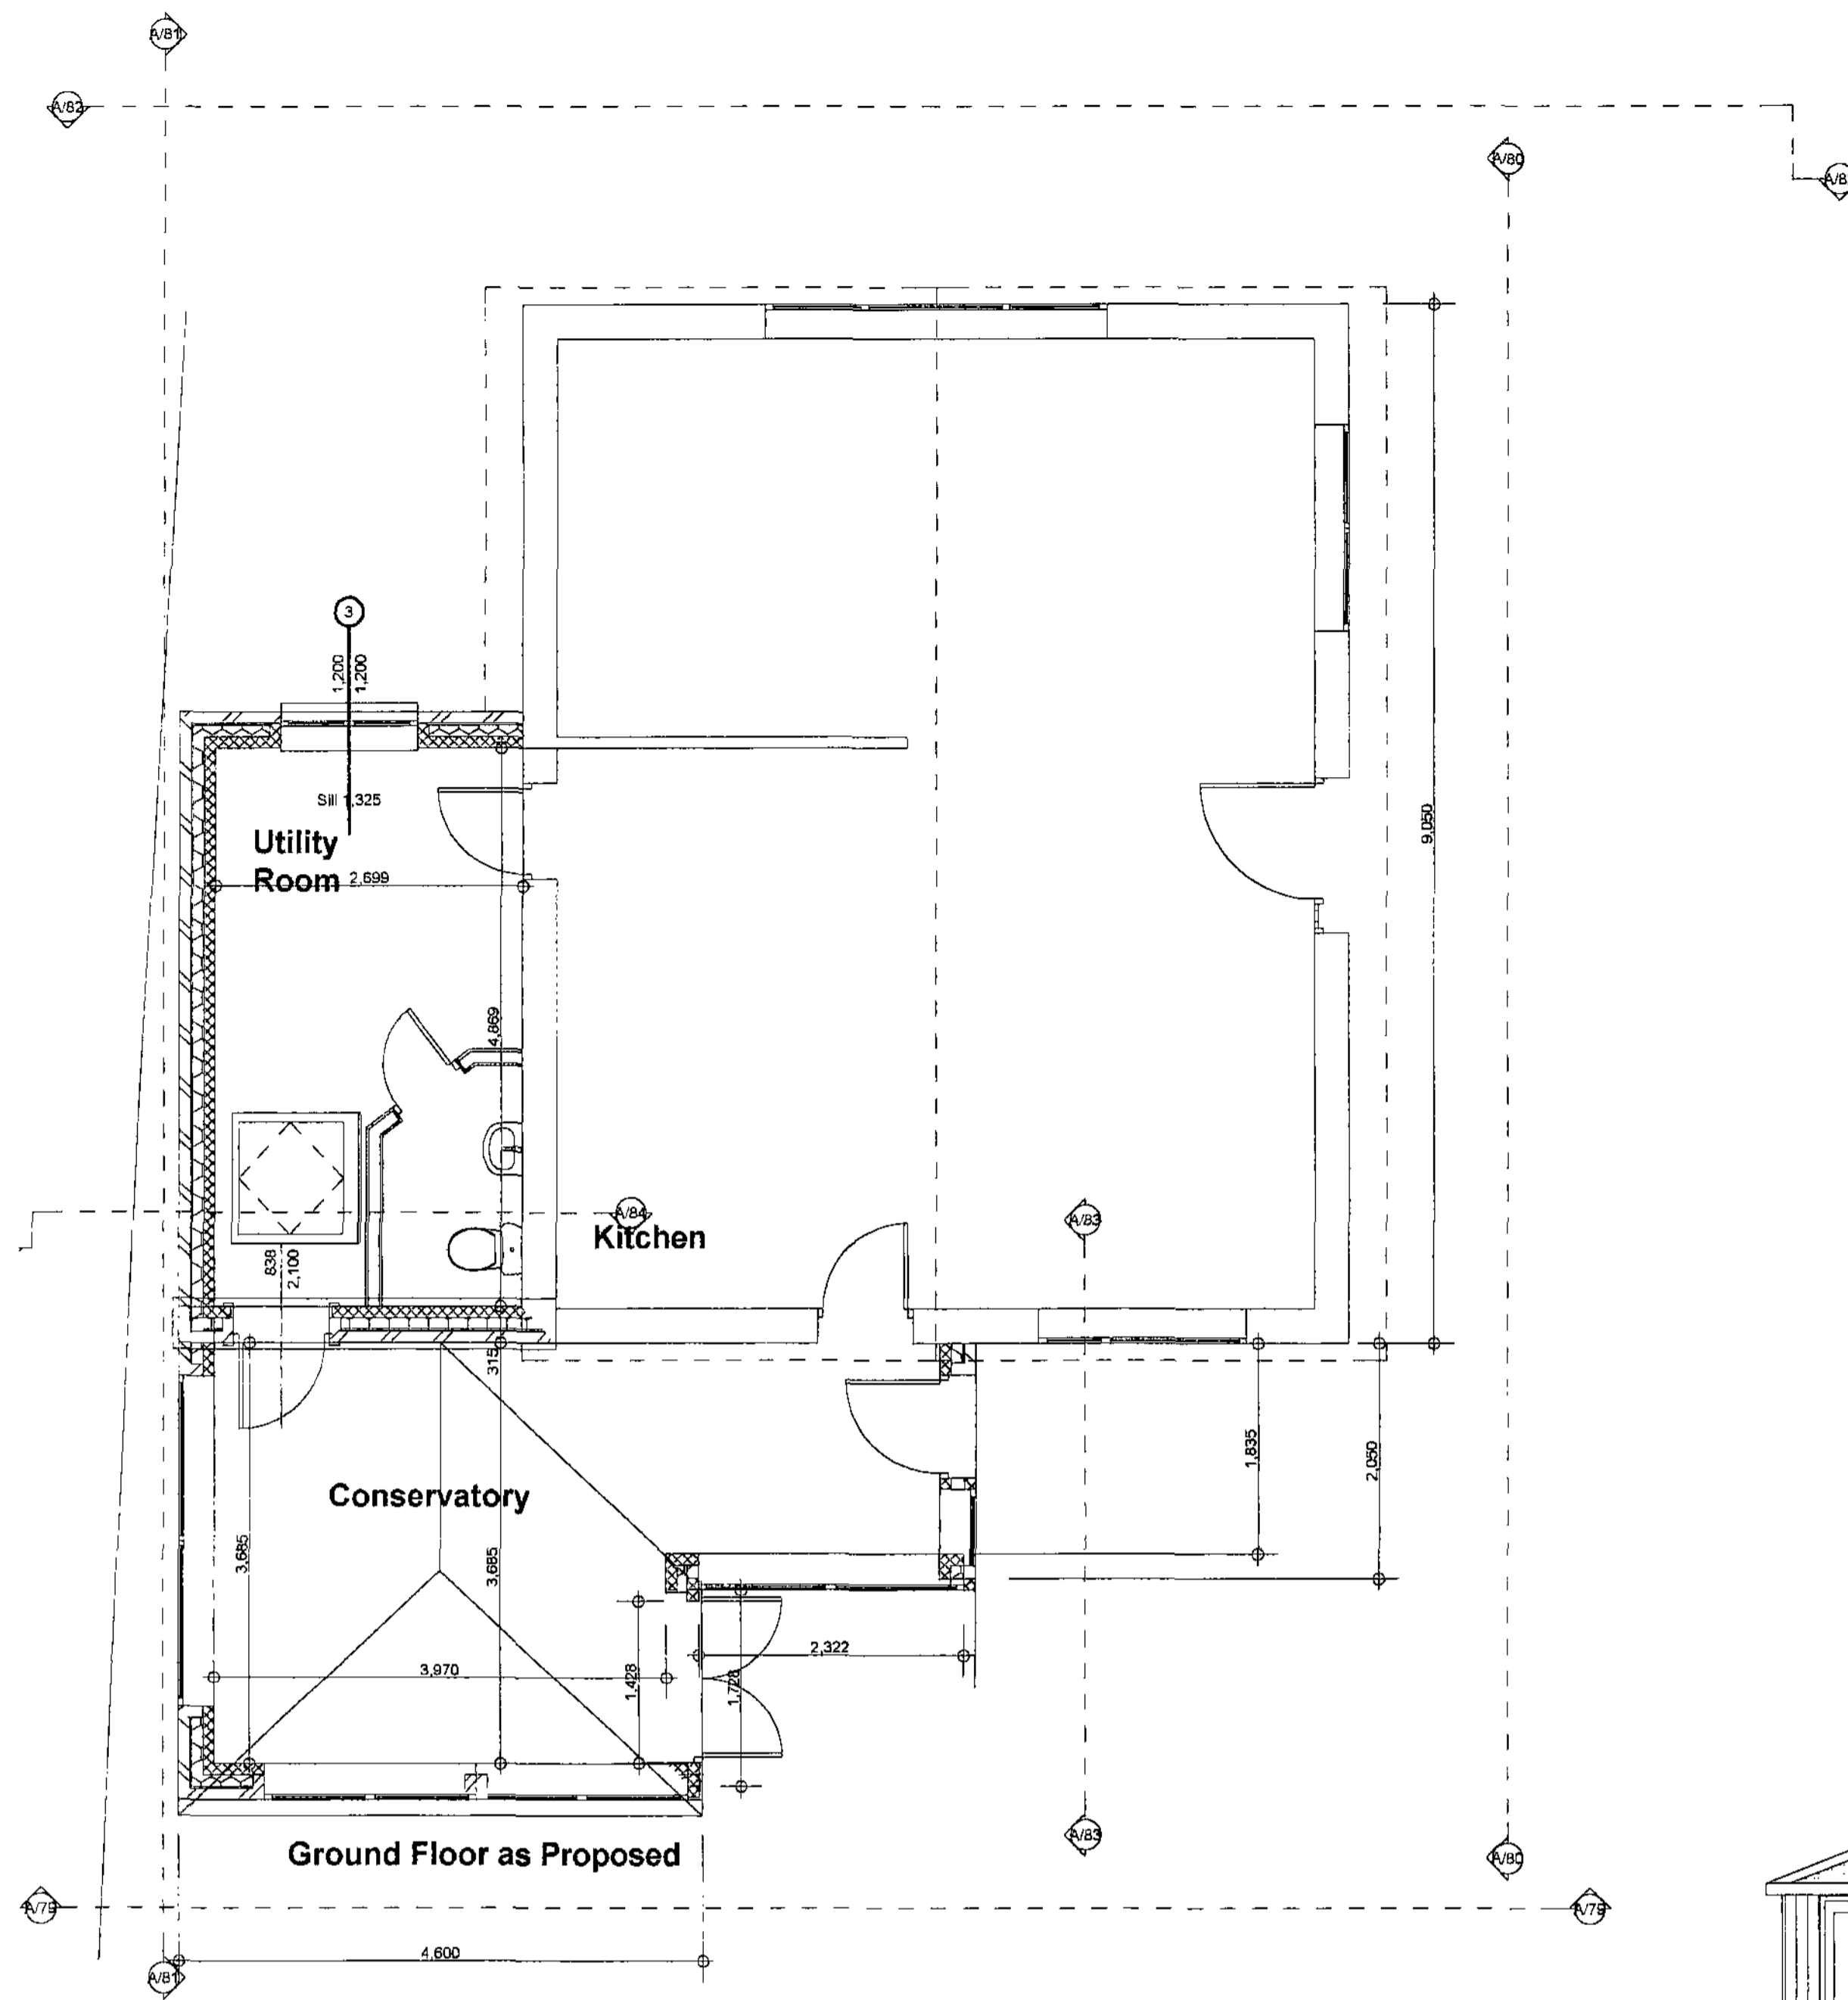 A/81
A/82
A/80
A/8
3
1,200
1,200
Sill 1,325
Utility
Room
2,699
9,050
4,869
A/84
Kitchen
A/83
838
2,100
315
1,835
2,050
Conservatory
3,685
3,685
2,322
3,970
1,428
1,728
A/83
Ground Floor as Proposed
A/80
A/79
A/79
4,600
A/81